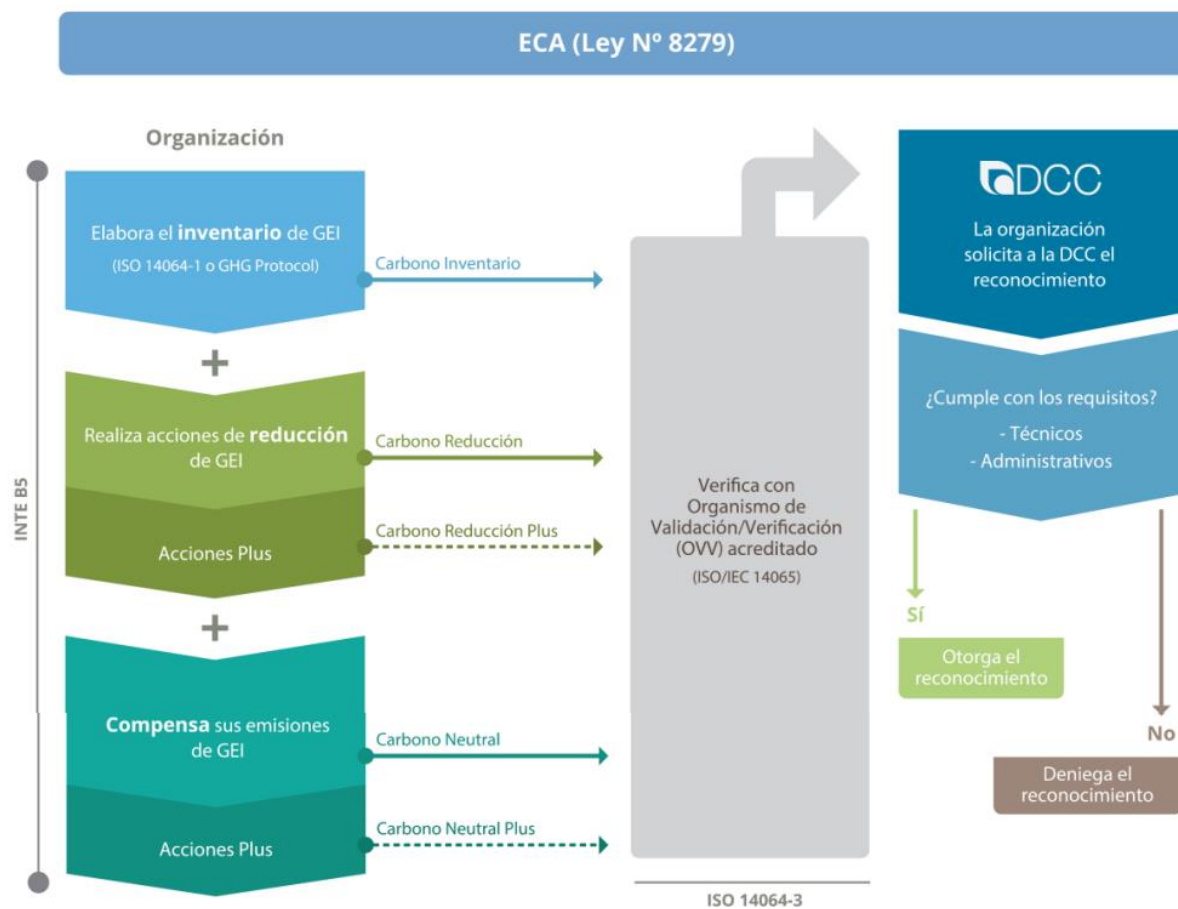 ECA (Ley Nº 8279)
Organización
INTE B5
Elabora el inventario de GEI
(ISO 14064-1 o GHG Protocol)
Carbono Inventario
+
Realiza acciones de reducción
de GEI
Carbono Reducción
Acciones Plus
Carbono Reducción Plus
+
Compensa sus emisiones
de GEI
Carbono Neutral
Acciones Plus
Carbono Neutral Plus
Verifica con
Organismo de
Validación/Verificación
(OVV) acreditado
(ISO/IEC 14065)
ISO 14064-3
DCC
La organización
solicita a la DCC el
reconocimiento
¿Cumple con los requisitos?
- Técnicos
- Administrativos
Sí
Otorga el
reconocimiento
No
Deniega el
reconocimiento